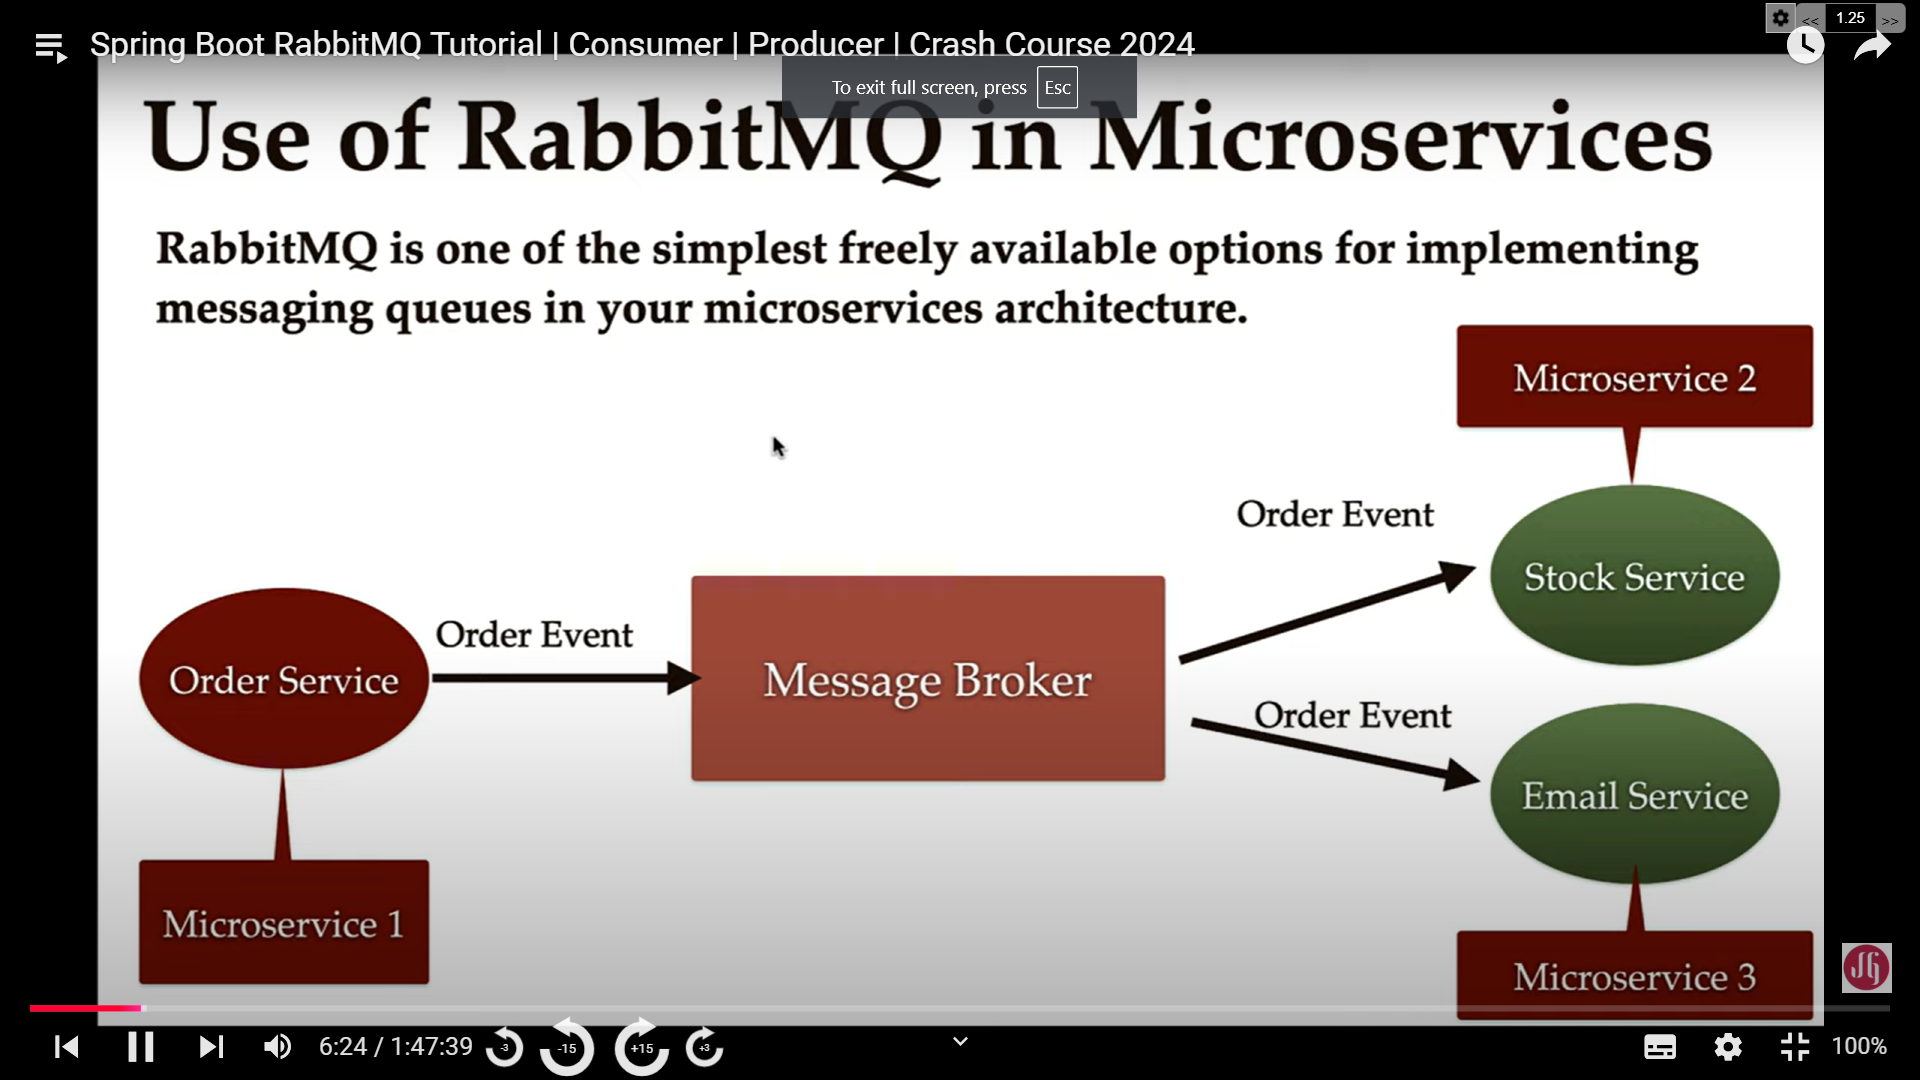 << 1.25 >>
Spring Boot RabbitMQ Tutorial | Consumer | Producer | Crash Course 2024
To exit full screen, press Esc
Use of RabbitMQ in Microservices
RabbitMQ is one of the simplest freely available options for implementing
messaging queues in your microservices architecture.
Microservice 2
Order Event
Stock Service
Order Event
Order Service
Message Broker
Order Event
Email Service
Microservice 1
Microservice 3
6:24 / 1:47:39
-3
-15
+15
+3
100%